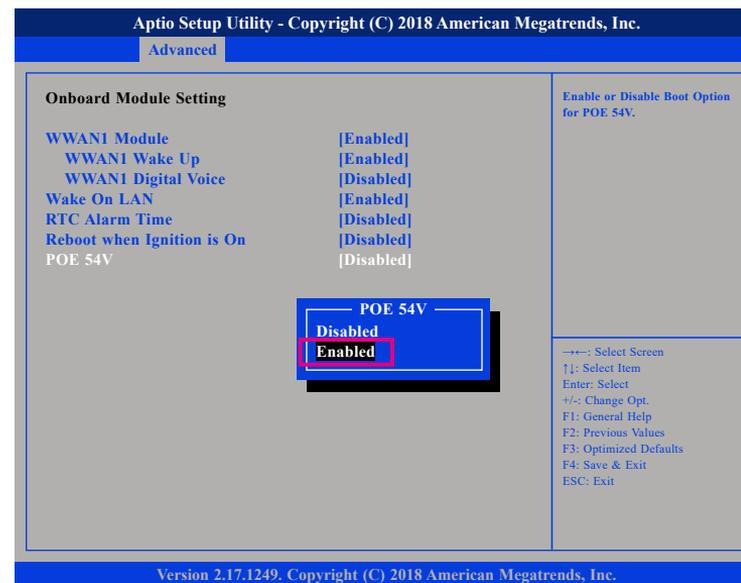 Aptio Setup Utility - Copyright (C) 2018 American Megatrends, Inc.
Advanced
Onboard Module Setting
WWAN1 Module [Enabled]
WWAN1 Wake Up [Enabled]
WWAN1 Digital Voice [Disabled]
Wake On LAN [Enabled]
RTC Alarm Time [Disabled]
Reboot when Ignition is On [Disabled]
POE 54V [Disabled]
POE 54V
Disabled
Enabled
Enable or Disable Boot Option
for POE 54V.
→←: Select Screen
↑↓: Select Item
Enter: Select
+/-: Change Opt.
F1: General Help
F2: Previous Values
F3: Optimized Defaults
F4: Save & Exit
ESC: Exit
Version 2.17.1249. Copyright (C) 2018 American Megatrends, Inc.